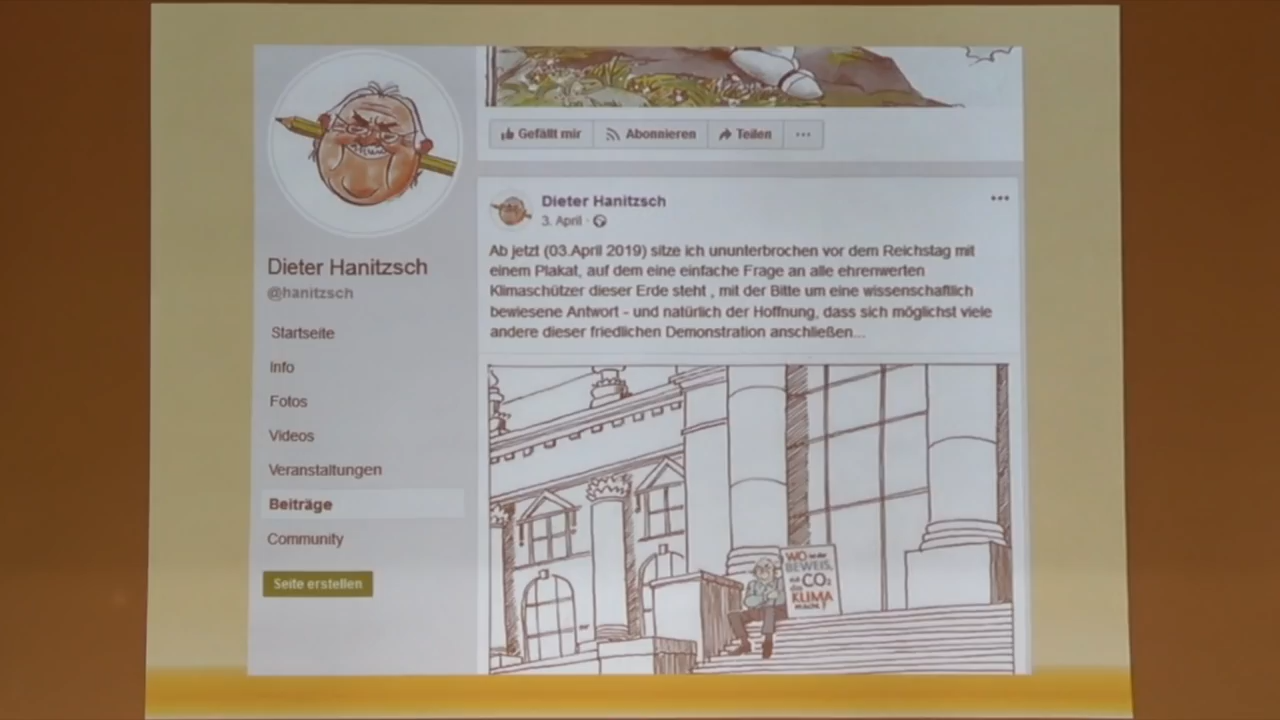 Gefällt mir
Abonnieren
Teilen
Dieter Hanitzsch
3. April
Ab jetzt (03.April 2019) sitze ich ununterbrochen vor dem Reichstag mit
einem Plakat, auf dem eine einfache Frage an alle ehrenwerten
Klimaschützer dieser Erde steht , mit der Bitte um eine wissenschaftlich
bewiesene Antwort - und natürlich der Hoffnung, dass sich möglichst viele
andere dieser friedlichen Demonstration anschließen...
Dieter Hanitzsch
@hanitzsch
Startseite
Info
Fotos
Videos
Veranstaltungen
Beiträge
Community
Seite erstellen
WO ist der
BEWEIS,
CO₂
das
KLIMA